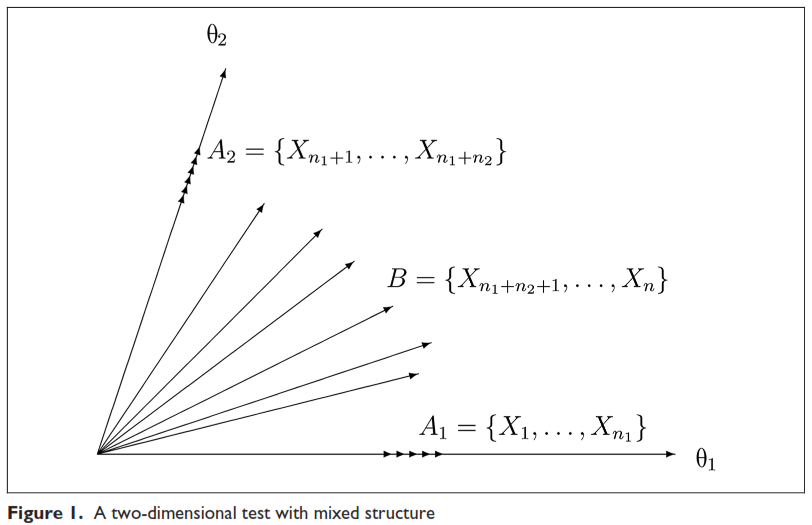 θ₂
A₂ = {Xₙ₁₊₁, . . . , Xₙ₁₊ₙ₂}
B = {Xₙ₁₊ₙ₂₊₁, . . . , Xₙ}
A₁ = {X₁, . . . , Xₙ₁}
θ₁
Figure 1. A two-dimensional test with mixed structure